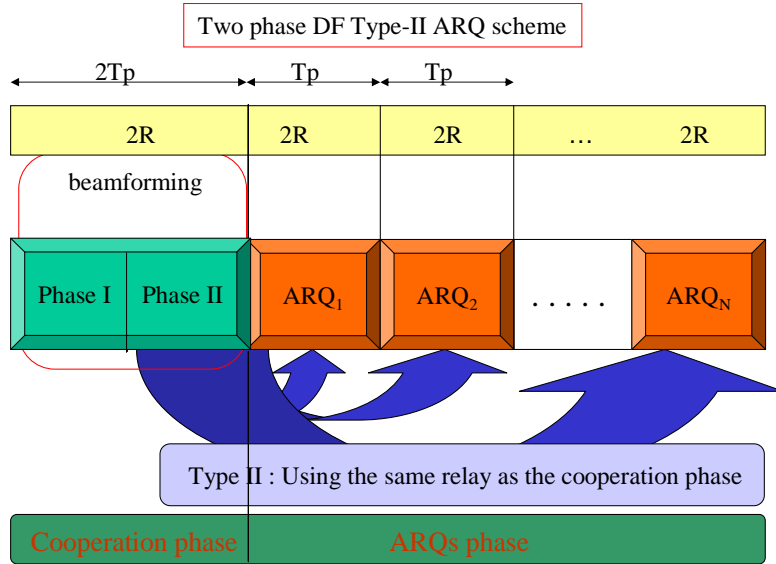 Two phase DF Type-II ARQ scheme
2Tp Tp Tp
2R 2R 2R … 2R
beamforming
Phase I Phase II ARQ₁ ARQ₂ . . . . . ARQ_N
Type II : Using the same relay as the cooperation phase
Cooperation phase ARQs phase